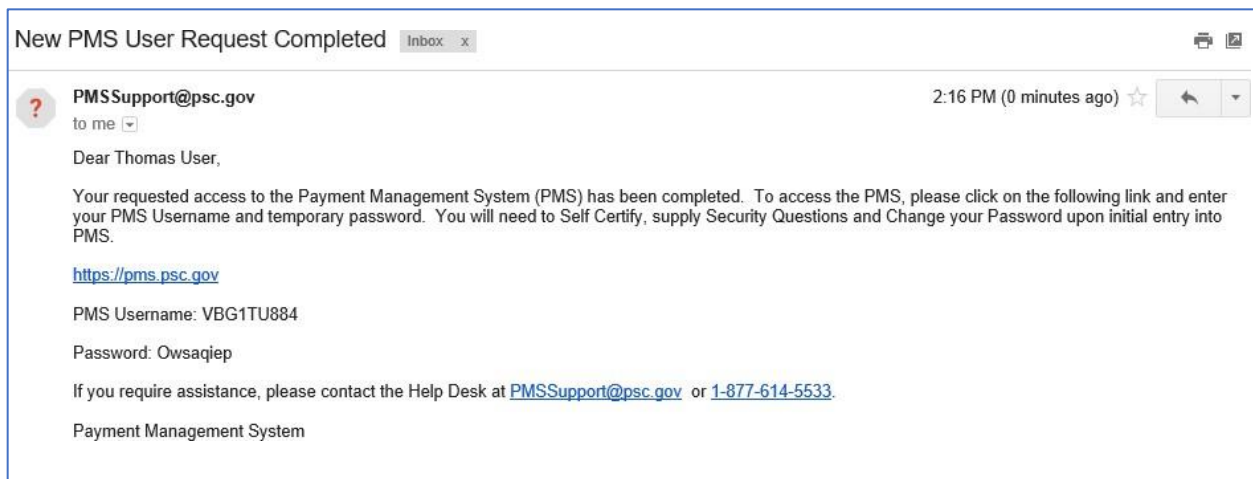 New PMS User Request Completed Inbox x
?
PMSSupport@psc.gov 2:16 PM (0 minutes ago)
to me
Dear Thomas User,
Your requested access to the Payment Management System (PMS) has been completed.  To access the PMS, please click on the following link and enter
your PMS Username and temporary password.  You will need to Self Certify, supply Security Questions and Change your Password upon initial entry into
PMS.
https://pms.psc.gov
PMS Username: VBG1TU884
Password: Owsaqiep
If you require assistance, please contact the Help Desk at PMSSupport@psc.gov  or 1-877-614-5533.
Payment Management System